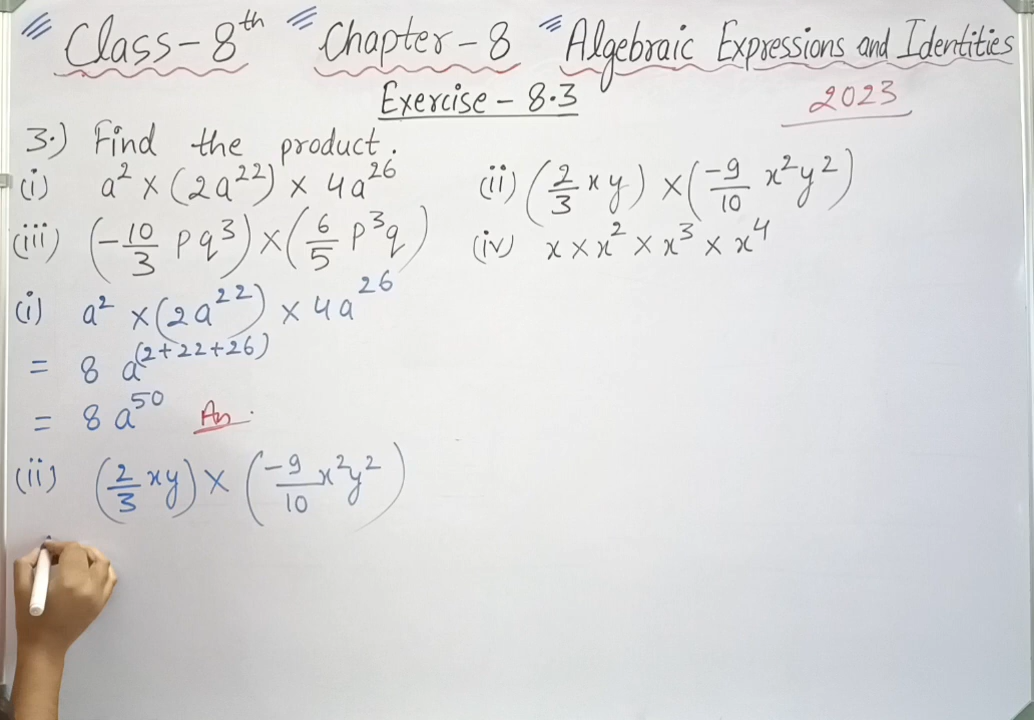 Class-8th Chapter-8 Algebraic Expressions and Identities
Exercise-8.3 2023
3.) Find the product.
(i) a² × (2a²²) × 4a²⁶ (ii) (2/3 xy) × (-9/10 x²y²)
(iii) (-10/3 pq³) × (6/5 p³q) (iv) x × x² × x³ × x⁴
(i) a² × (2a²²) × 4a²⁶
= 8 a⁽²⁺²²⁺²⁶⁾
= 8a⁵⁰ An.
(ii) (2/3 xy) × (-9/10 x²y²)